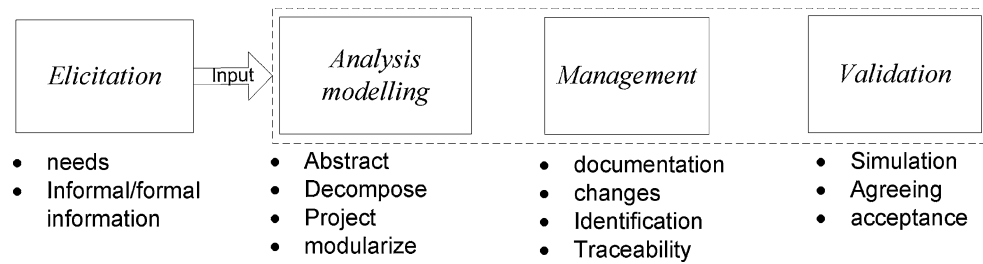 Elicitation
Input
Analysis
modelling
Management
Validation
• needs
• Informal/formal
information
• Abstract
• Decompose
• Project
• modularize
• documentation
• changes
• Identification
• Traceability
• Simulation
• Agreeing
• acceptance